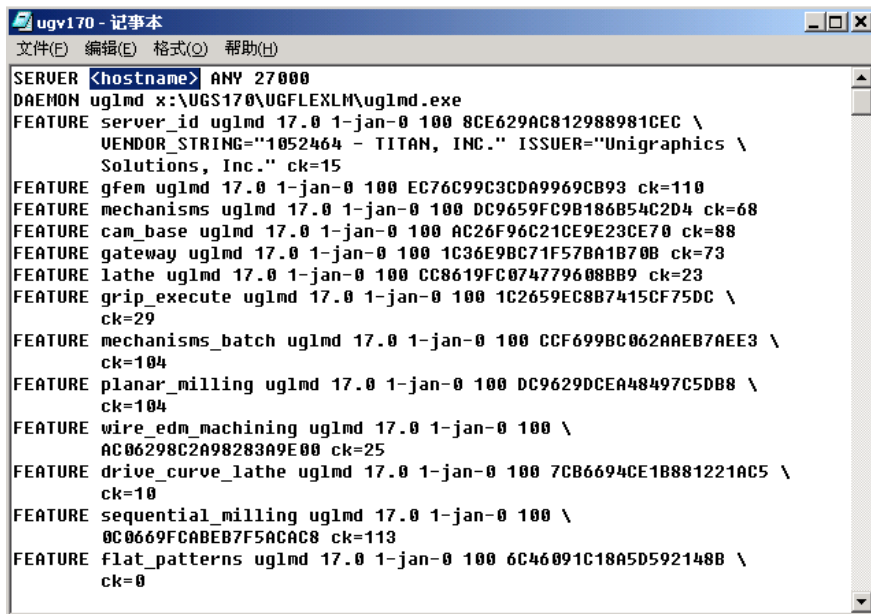 ugv170 - 记事本
文件(F) 编辑(E) 格式(O) 帮助(H)
SERVER <hostname> ANY 27000
DAEMON uglmd x:\UGS170\UGFLEXLM\uglmd.exe
FEATURE server_id uglmd 17.0 1-jan-0 100 8CE629AC812988981CEC \
VENDOR_STRING="1052464 - TITAN, INC." ISSUER="Unigraphics \
Solutions, Inc." ck=15
FEATURE gfem uglmd 17.0 1-jan-0 100 EC76C99C3CDA9969CB93 ck=110
FEATURE mechanisms uglmd 17.0 1-jan-0 100 DC9659FC9B186B54C2D4 ck=68
FEATURE cam_base uglmd 17.0 1-jan-0 100 AC26F96C21CE9E23CE70 ck=88
FEATURE gateway uglmd 17.0 1-jan-0 100 1C36E9BC71F57BA1B70B ck=73
FEATURE lathe uglmd 17.0 1-jan-0 100 CC8619FC074779608BB9 ck=23
FEATURE grip_execute uglmd 17.0 1-jan-0 100 1C2659EC8B7415CF75DC \
ck=29
FEATURE mechanisms_batch uglmd 17.0 1-jan-0 100 CCF699BC062AAEB7AEE3 \
ck=104
FEATURE planar_milling uglmd 17.0 1-jan-0 100 DC9629DCEA48497C5DB8 \
ck=104
FEATURE wire_edm_machining uglmd 17.0 1-jan-0 100 \
AC06298C2A98283A9E00 ck=25
FEATURE drive_curve_lathe uglmd 17.0 1-jan-0 100 7CB6694CE1B881221AC5 \
ck=10
FEATURE sequential_milling uglmd 17.0 1-jan-0 100 \
0C0669FCABEB7F5ACAC8 ck=113
FEATURE flat_patterns uglmd 17.0 1-jan-0 100 6C46091C18A5D592148B \
ck=0